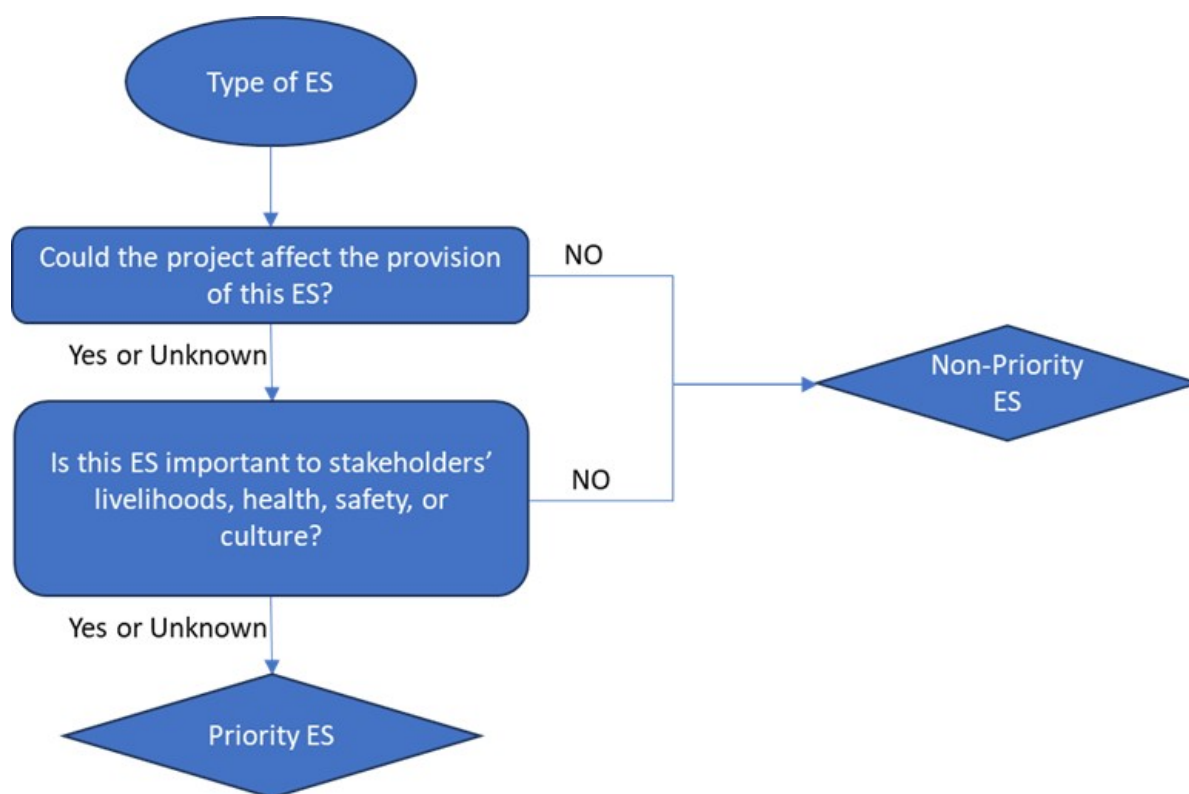 Type of ES
Could the project affect the provision
of this ES?
NO
Yes or Unknown
Non-Priority
ES
Is this ES important to stakeholders’
livelihoods, health, safety, or
culture?
NO
Yes or Unknown
Priority ES